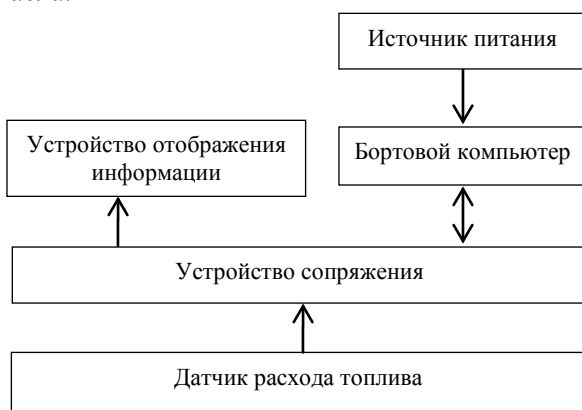 Источник питания
Устройство отображения
информации
Бортовой компьютер
Устройство сопряжения
Датчик расхода топлива